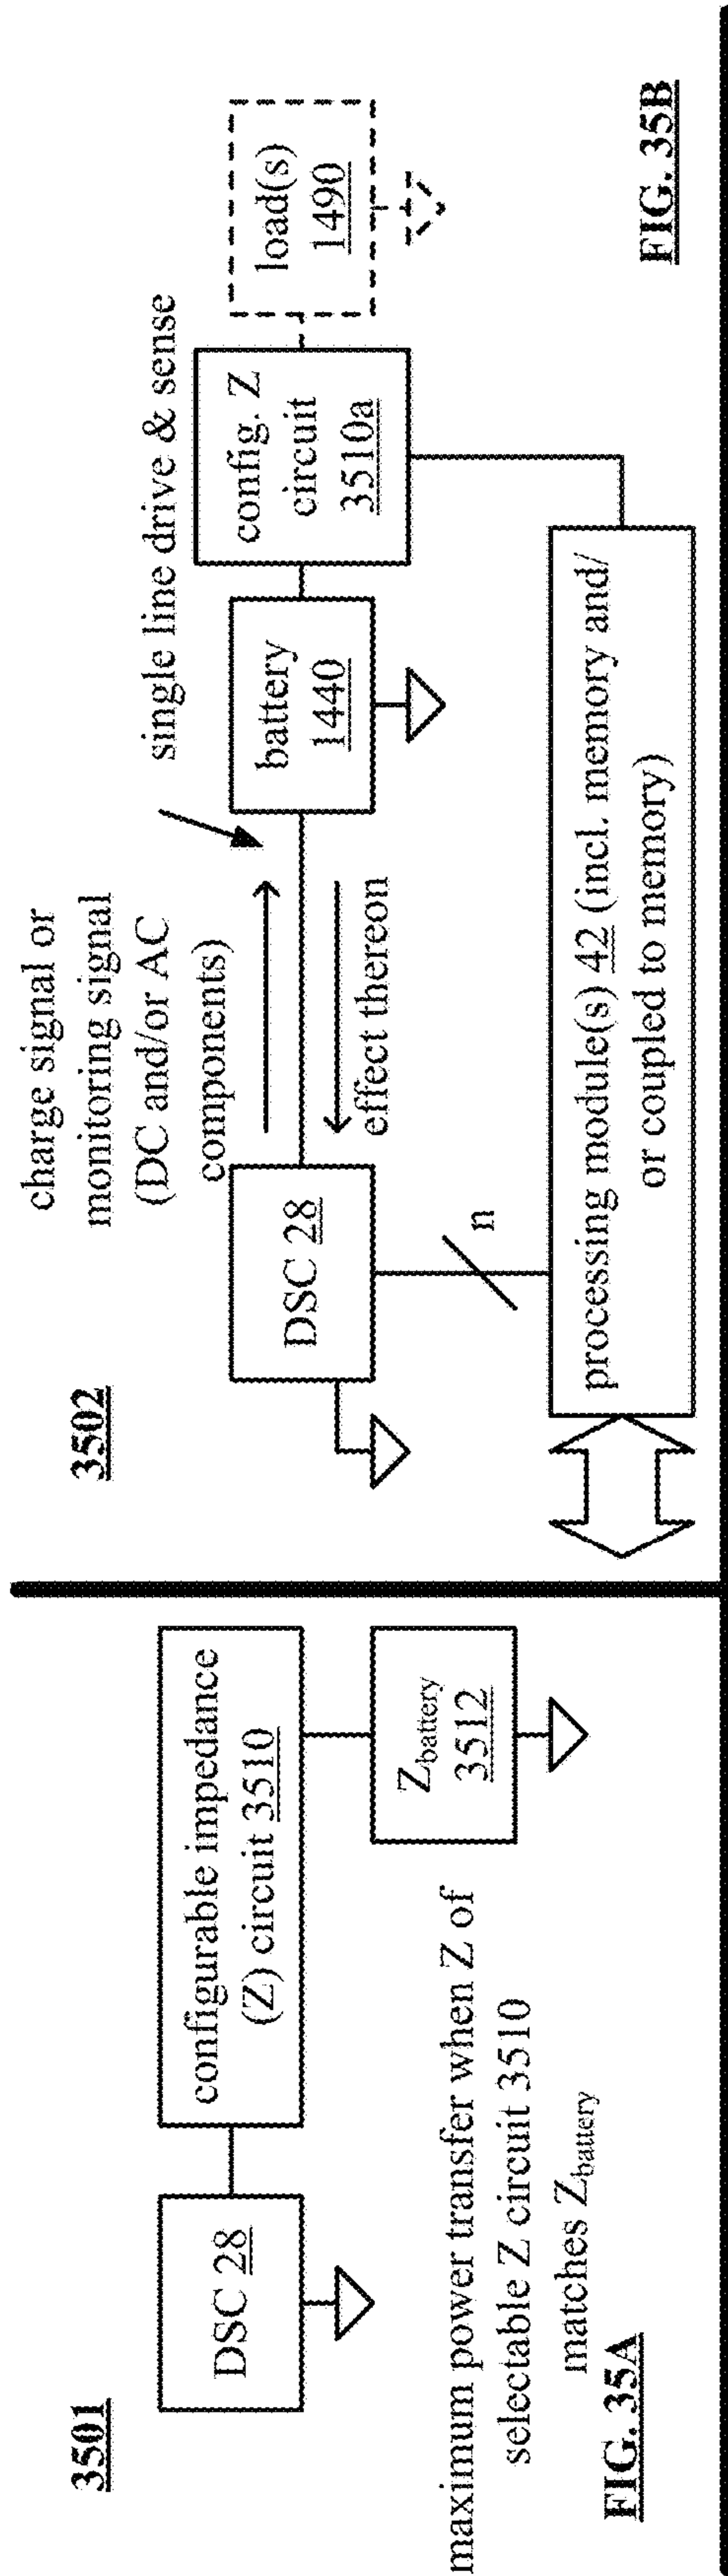 3501
DSC 28
configurable impedance
(Z) circuit 3510
Zbattery
3512
maximum power transfer when Z of
selectable Z circuit 3510
matches Zbattery
FIG. 35A
3502
charge signal or
monitoring signal
(DC and/or AC
components)
single line drive & sense
DSC 28
effect thereon
battery
1440
config. Z
circuit
3510a
load(s)
1490
n
processing module(s) 42 (incl. memory and/
or coupled to memory)
FIG. 35B